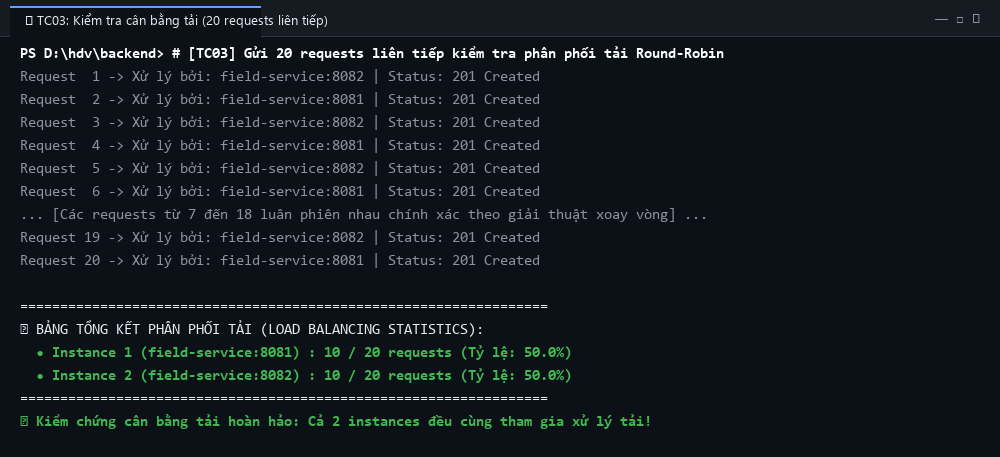 TC03: Kiểm tra cân bằng tải (20 requests liên tiếp)
PS D:\hdv\backend> # [TC03] Gửi 20 requests liên tiếp kiểm tra phân phối tải Round-Robin
Request  1 -> Xử lý bởi: field-service:8082 | Status: 201 Created
Request  2 -> Xử lý bởi: field-service:8081 | Status: 201 Created
Request  3 -> Xử lý bởi: field-service:8082 | Status: 201 Created
Request  4 -> Xử lý bởi: field-service:8081 | Status: 201 Created
Request  5 -> Xử lý bởi: field-service:8082 | Status: 201 Created
Request  6 -> Xử lý bởi: field-service:8081 | Status: 201 Created
... [Các requests từ 7 đến 18 luân phiên nhau chính xác theo giải thuật xoay vòng] ...
Request 19 -> Xử lý bởi: field-service:8082 | Status: 201 Created
Request 20 -> Xử lý bởi: field-service:8081 | Status: 201 Created
==================================================================
BẢNG TỔNG KẾT PHÂN PHỐI TẢI (LOAD BALANCING STATISTICS):
• Instance 1 (field-service:8081) : 10 / 20 requests (Tỷ lệ: 50.0%)
• Instance 2 (field-service:8082) : 10 / 20 requests (Tỷ lệ: 50.0%)
==================================================================
Kiểm chứng cân bằng tải hoàn hảo: Cả 2 instances đều cùng tham gia xử lý tải!